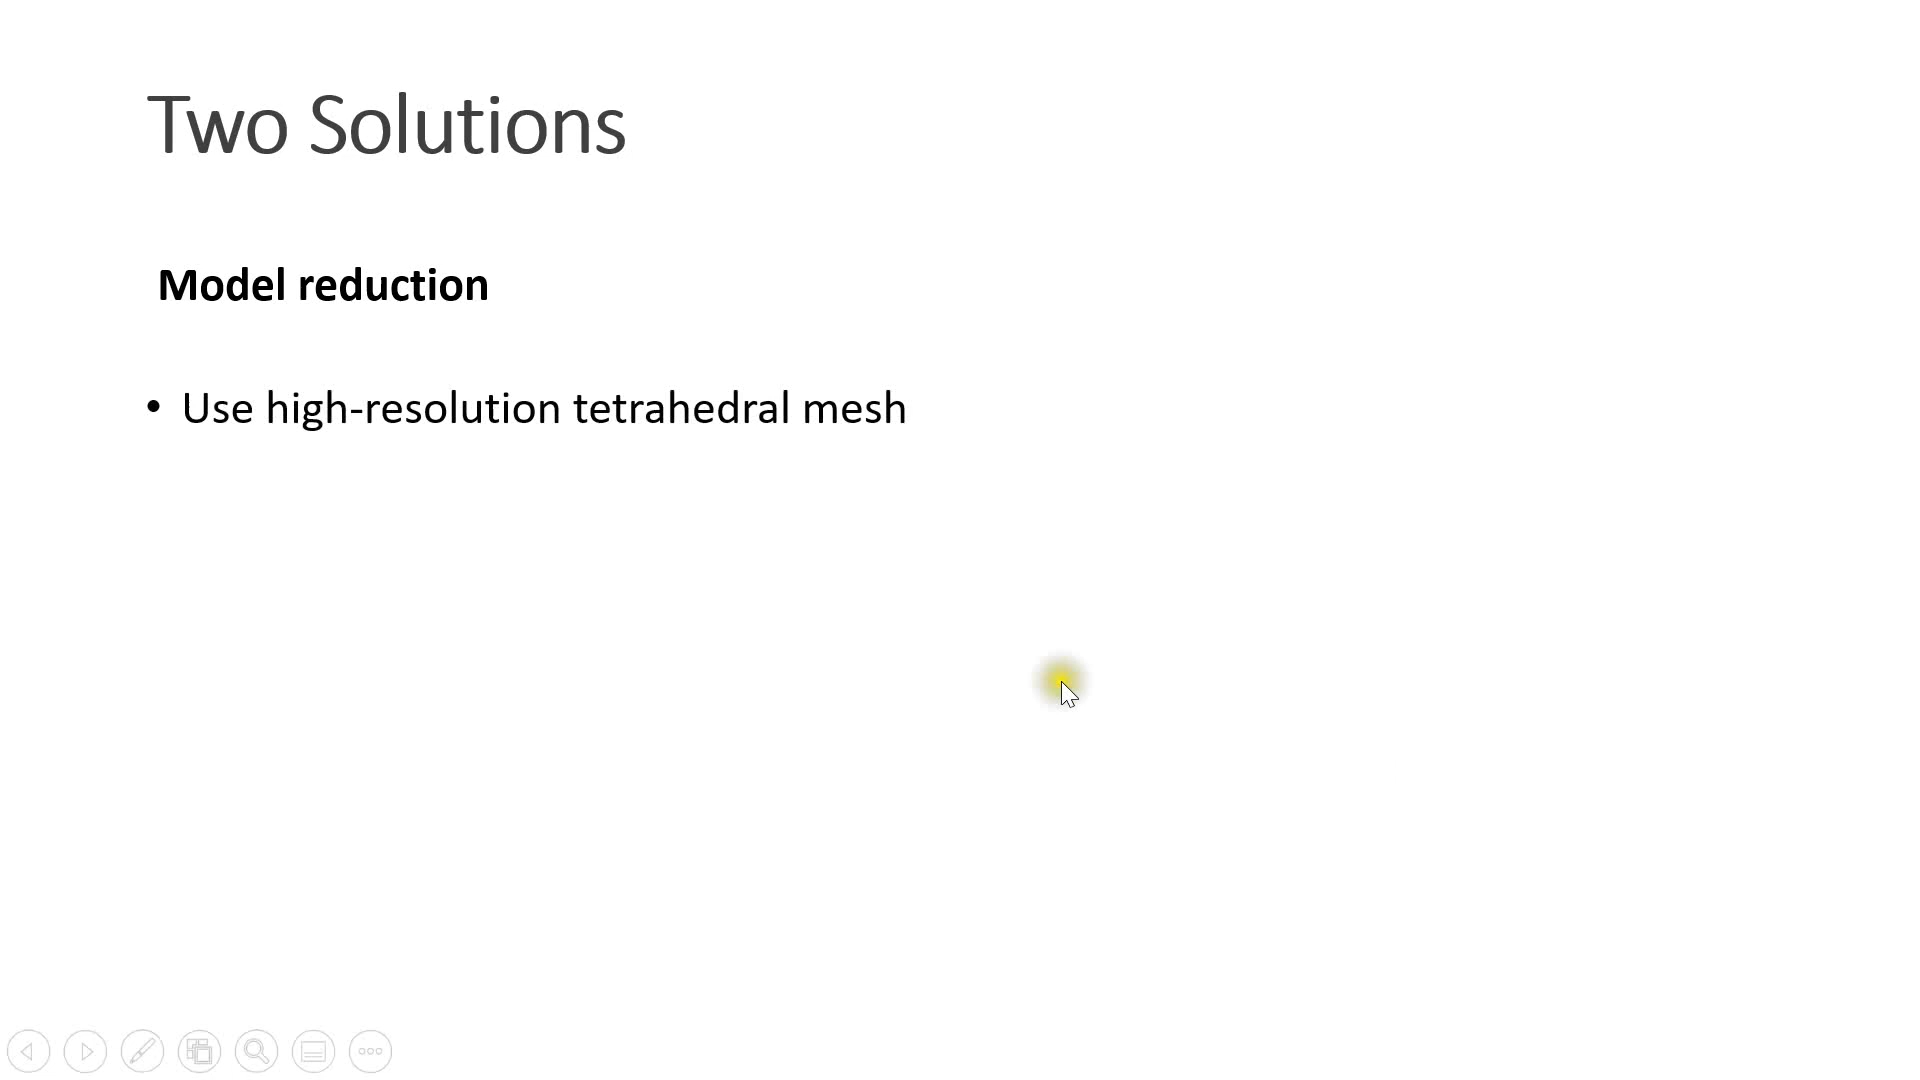 Two Solutions
Model reduction
• Use high-resolution tetrahedral mesh